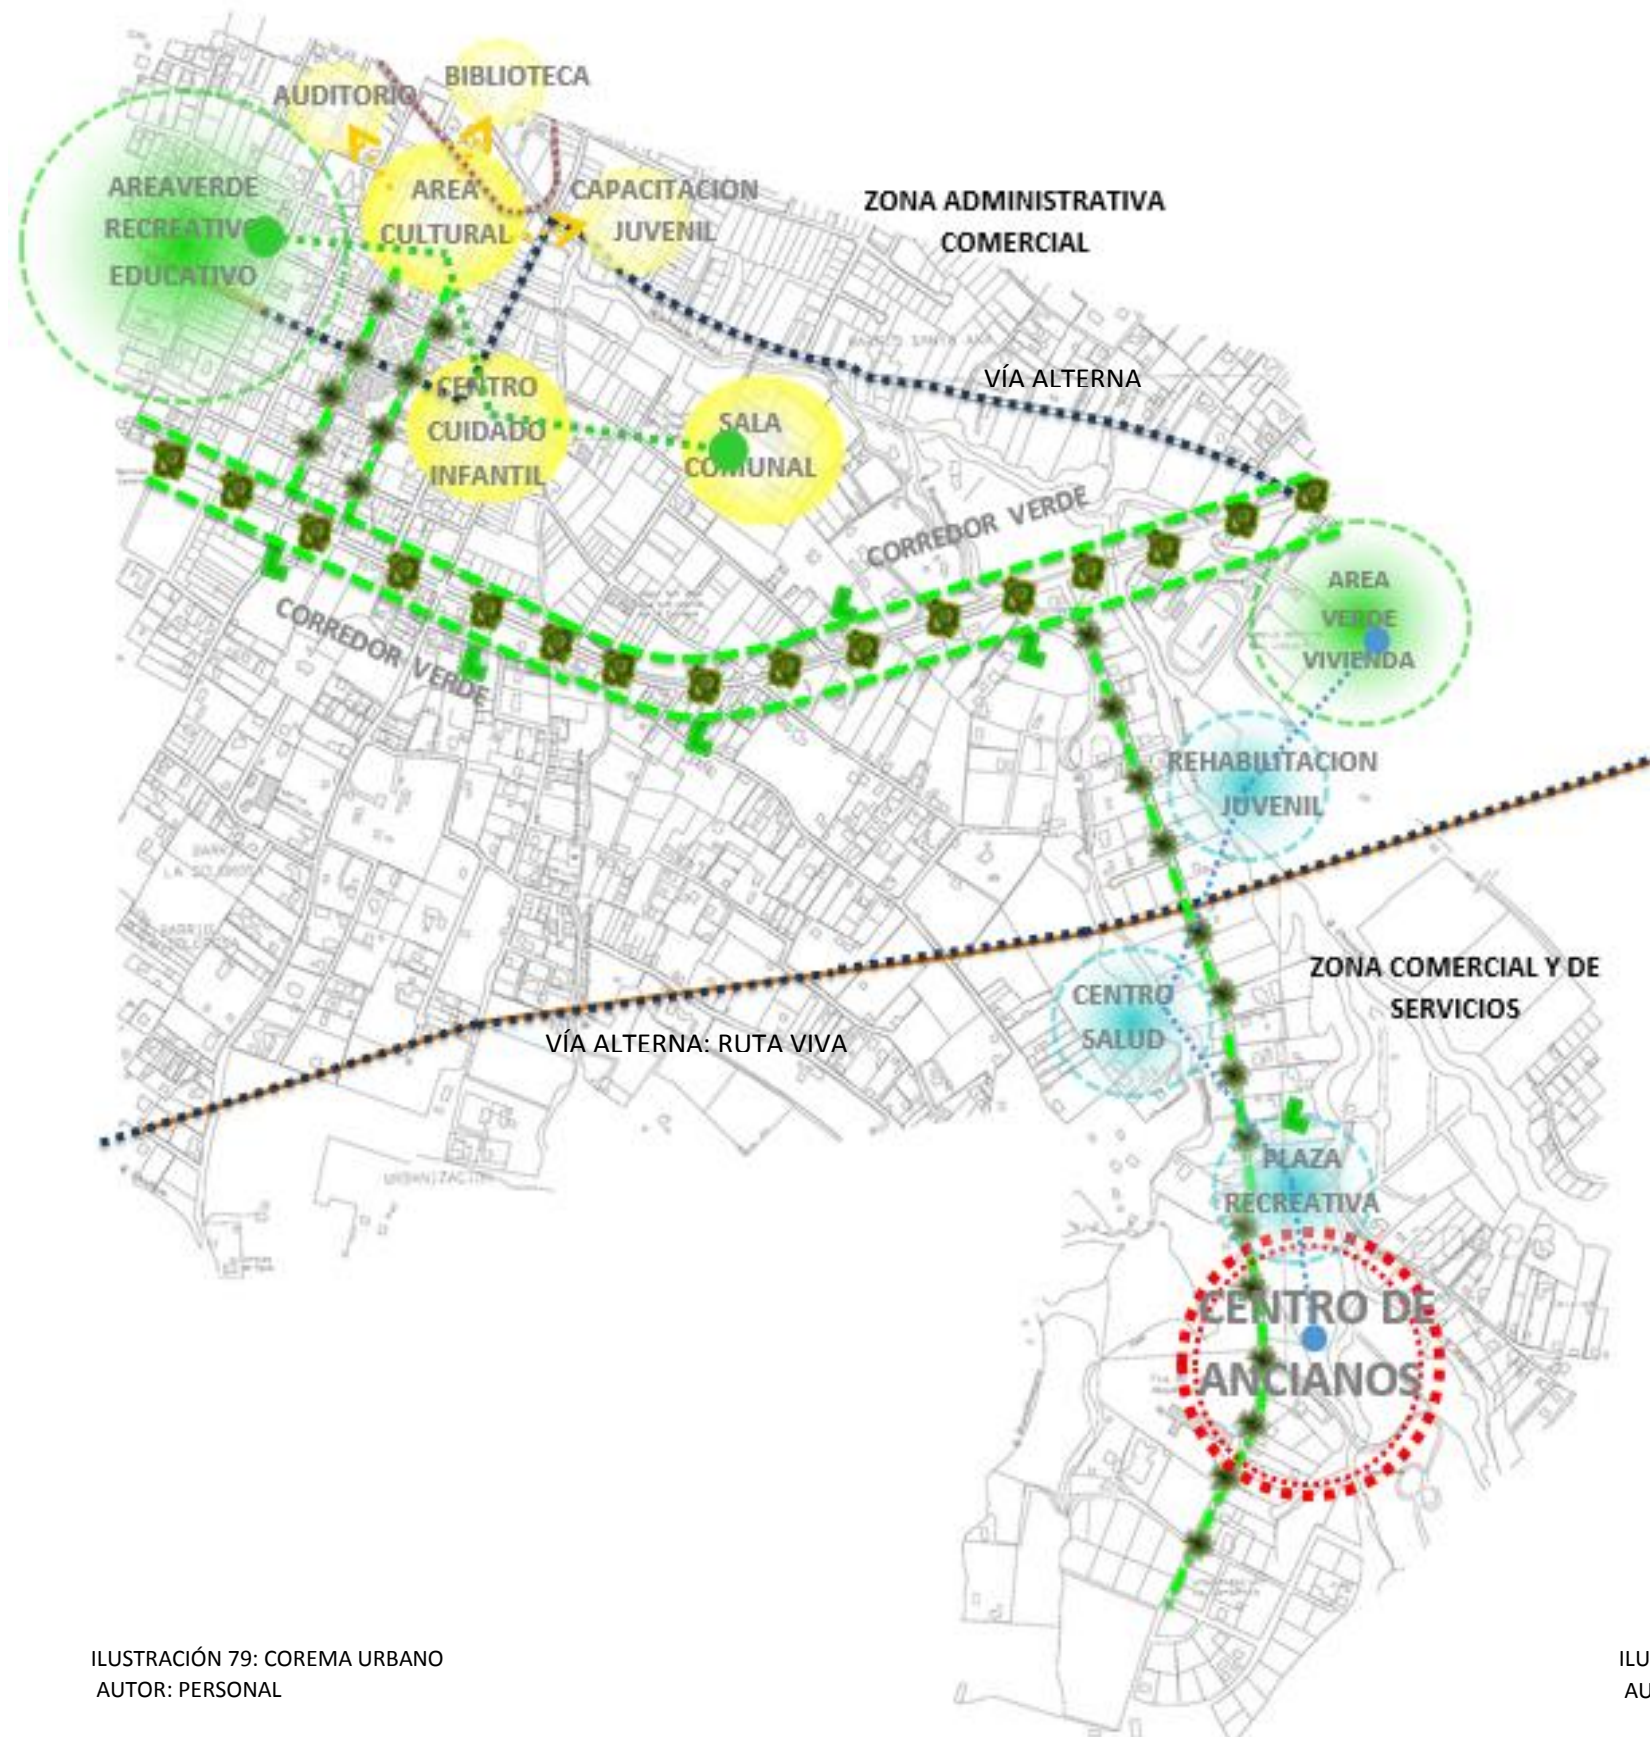 BIBLIOTECA
AUDITORIO
AREAVERDE
RECREATIVO
EDUCATIVO
AREA
CULTURAL
CAPACITACION
JUVENIL
ZONA ADMINISTRATIVA
COMERCIAL
VÍA ALTERNA
CENTRO
CUIDADO
INFANTIL
SALA
COMUNAL
CORREDOR VERDE
CORREDOR VERDE
AREA
VERDE
VIVIENDA
REHABILITACION
JUVENIL
CENTRO
SALUD
ZONA COMERCIAL Y DE
SERVICIOS
VÍA ALTERNA: RUTA VIVA
PLAZA
RECREATIVA
CENTRO DE
ANCIANOS
ILUSTRACIÓN 79: COREMA URBANO
AUTOR: PERSONAL
ILU
AU